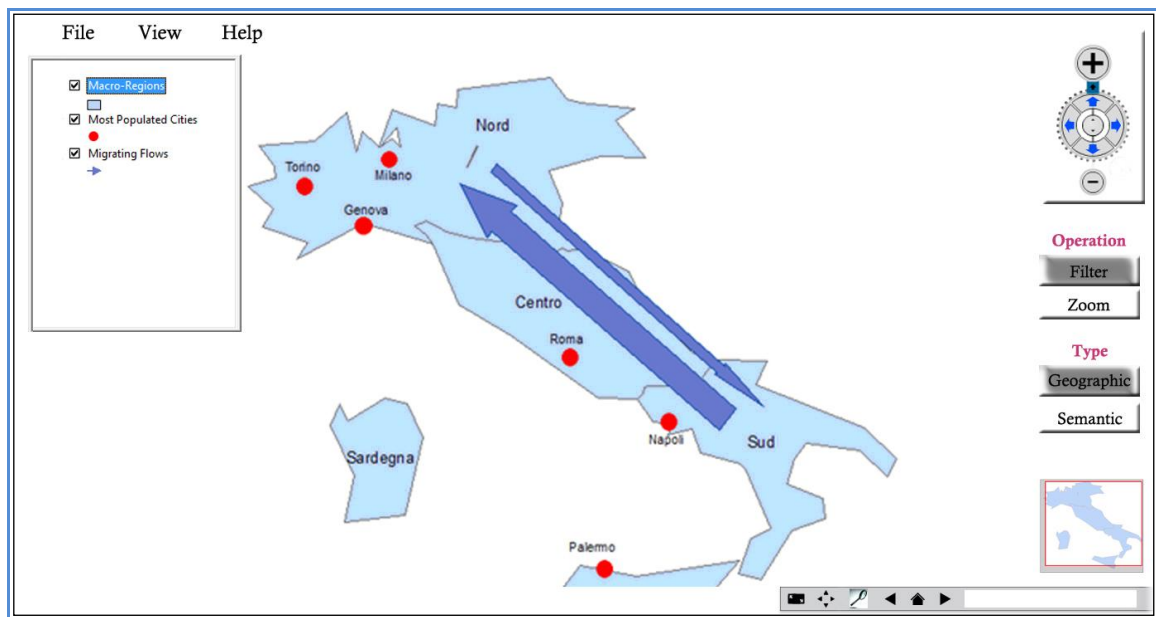 File View Help
Macro-Regions
Most Populated Cities
Migrating Flows
Nord
Torino
Milano
Genova
Centro
Roma
Napoli
Sud
Sardegna
Palermo
Operation
Filter
Zoom
Type
Geographic
Semantic